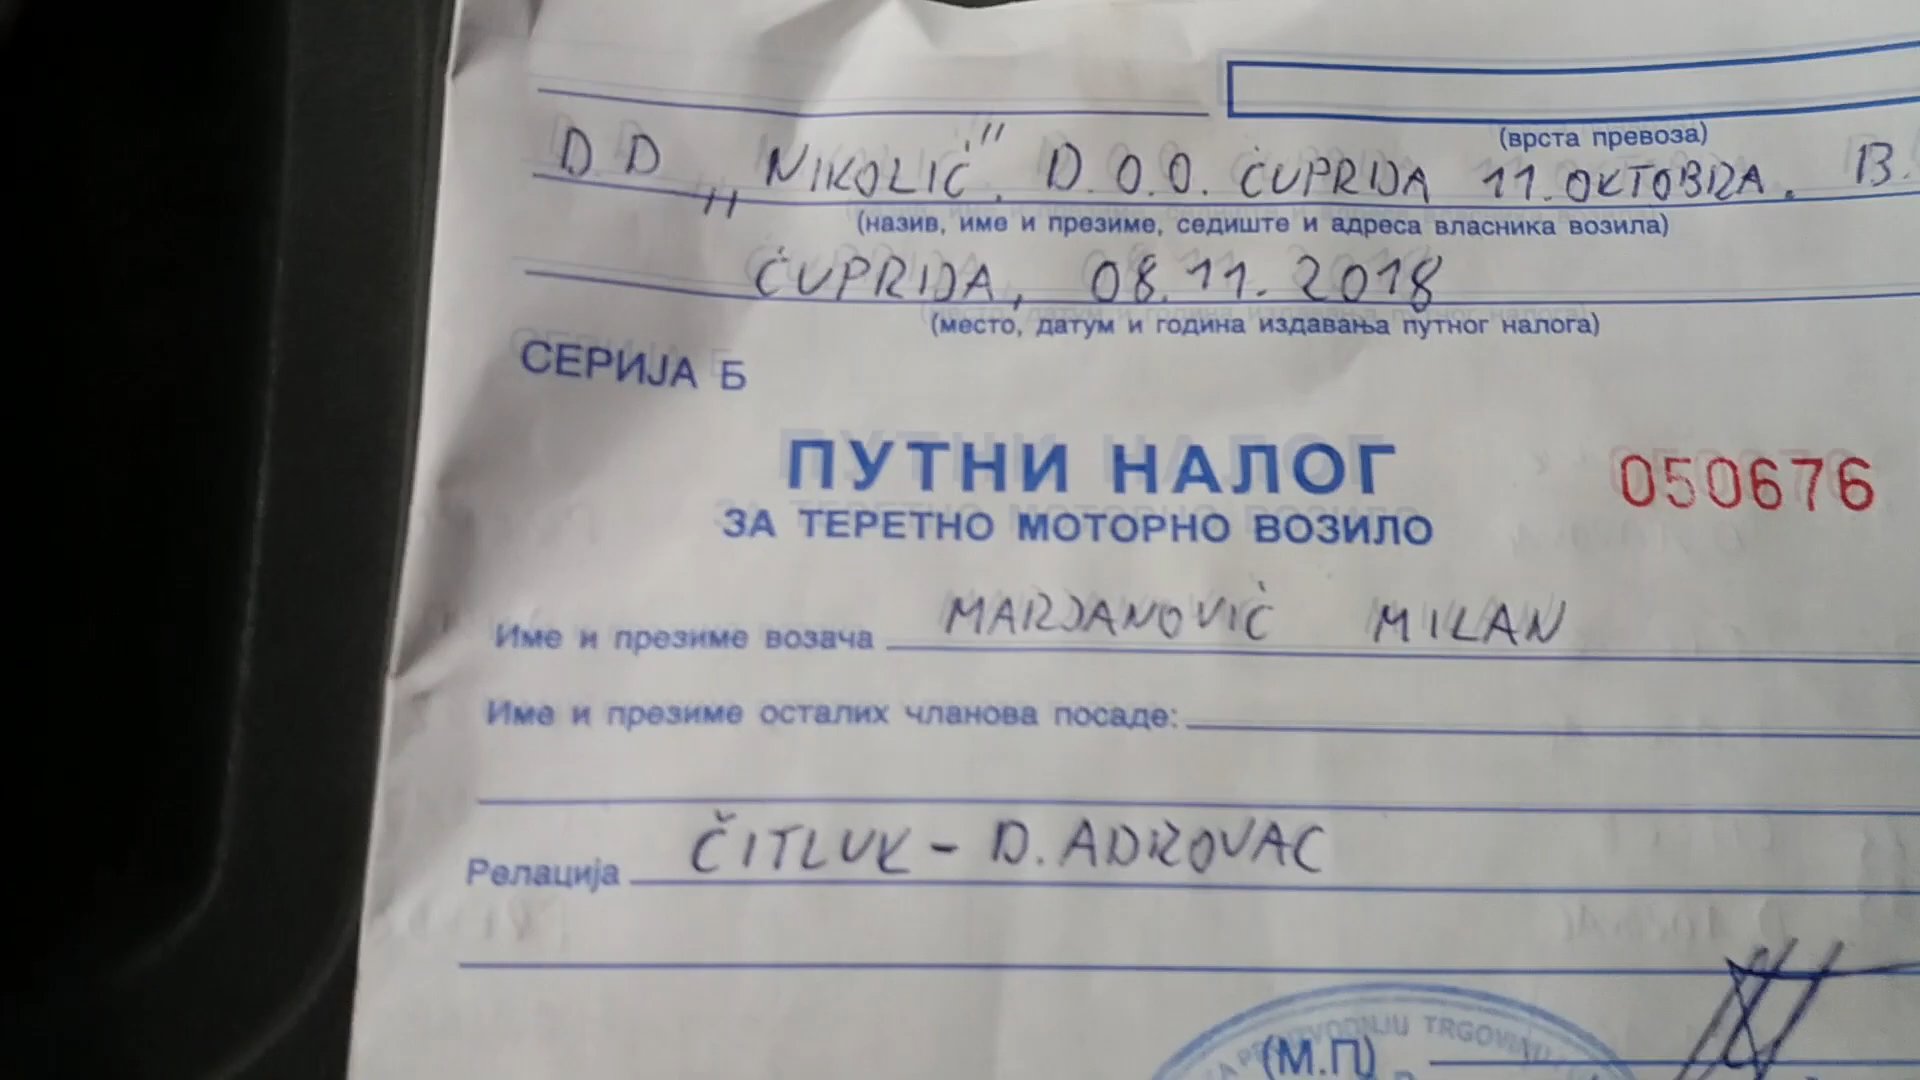 (врста превоза)
D D „NIKOLIĆ" D.O.O. ĆUPRIJA 11. OKTOBRA. B.
(назив, име и презиме, седиште и адреса власника возила)
ĆUPRIJA, 08.11.2018
(место, датум и година издавања путног налога)
СЕРИЈА Б
ПУТНИ НАЛОГ
050676
ЗА ТЕРЕТНО МОТОРНО ВОЗИЛО
Име и презиме возача MARJANOVIĆ MILAN
Име и презиме осталих чланова посаде:
Релација ČITLUK - D. ADROVAC
TRGOVINU
(М.П)